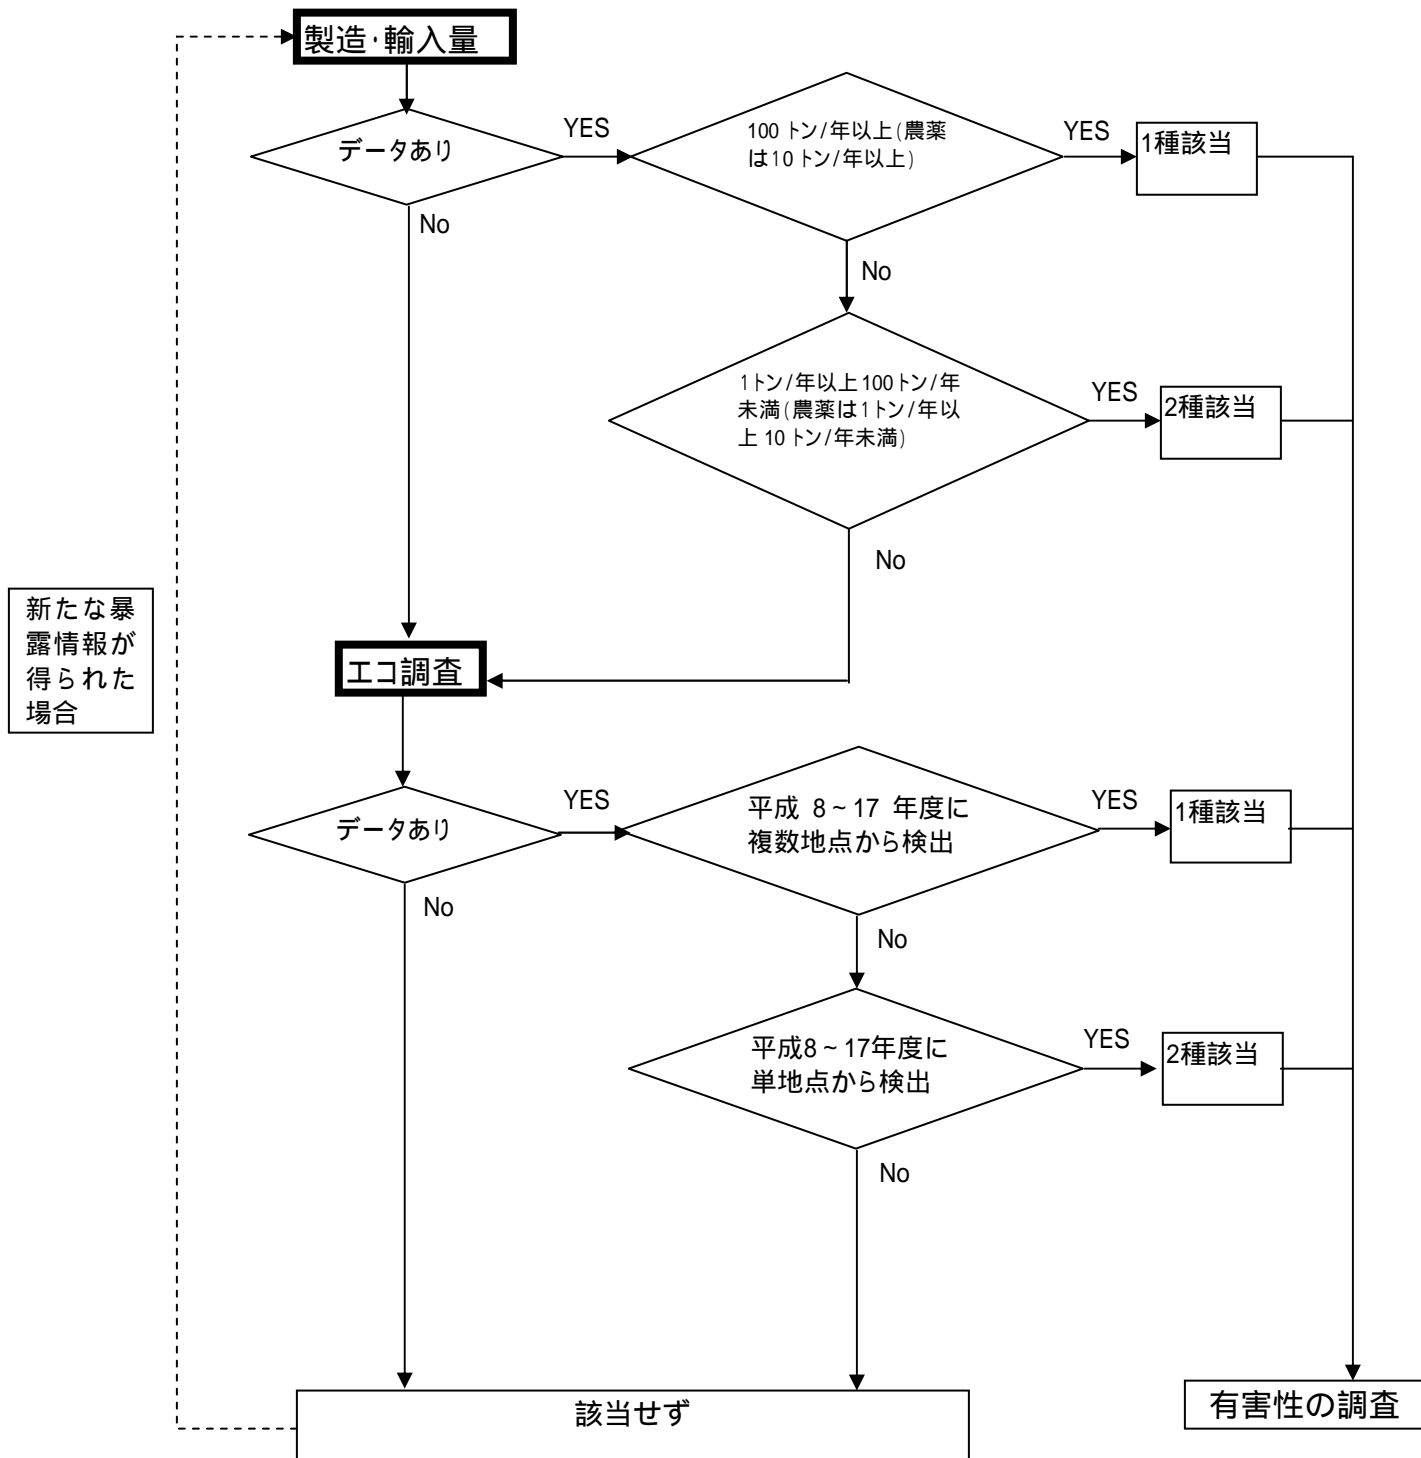 製造・輸入量
データあり
YES
100 トン/年以上(農薬
は10 トン/年以上)
YES
1種該当
No
No
1トン/年以上100トン/年
未満(農薬は1トン/年以
上 10 トン/年未満)
YES
2種該当
No
新たな暴
露情報が
得られた
場合
エコ調査
データあり
YES
平成 8~17 年度に
複数地点から検出
YES
1種該当
No
No
平成8~17年度に
単地点から検出
YES
2種該当
No
該当せず
有害性の調査